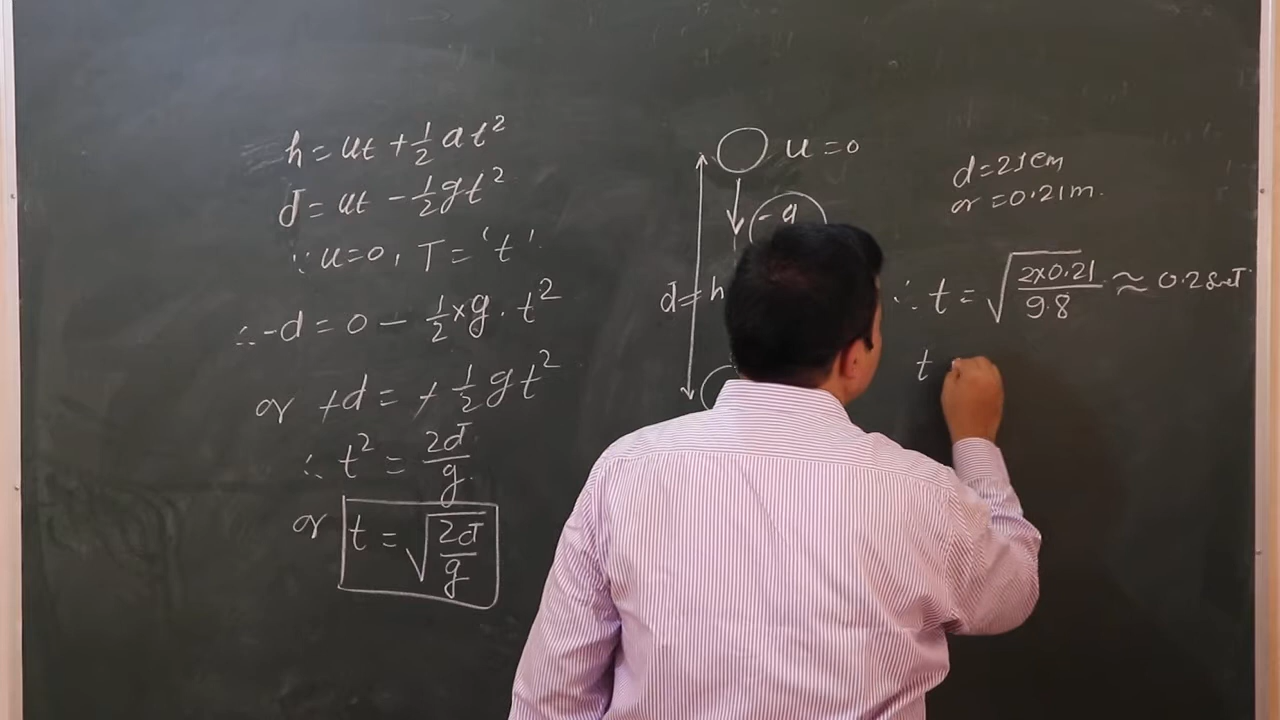 h = ut + 1/2 at²
d = ut - 1/2 gt²
∵ u=0, T = 't'
∴ -d = 0 - 1/2 × g · t²
or +d = + 1/2 gt²
∴ t² = 2d/g
or t = √(2d/g)
u = 0
d = h
d=21cm
or =0.21m.
∴ t = √(2×0.21/9.8) ≈ 0.2
t